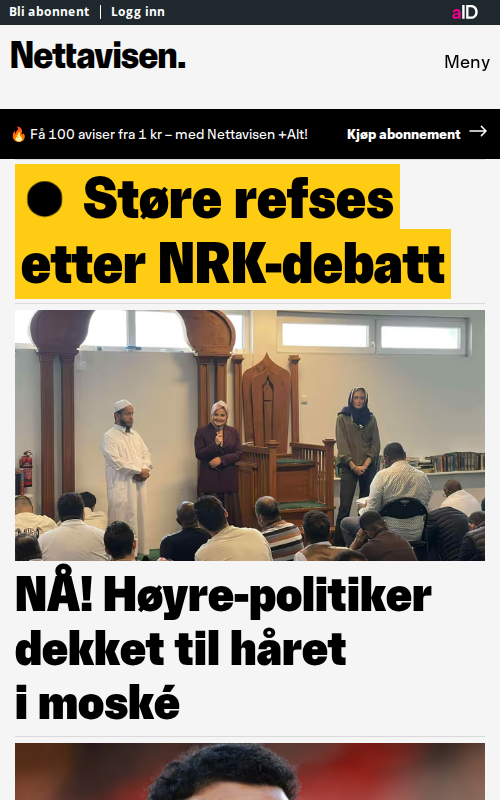 Bli abonnent | Logg inn
aID
Nettavisen.
Meny
🔥 Få 100 aviser fra 1 kr – med Nettavisen +Alt!
Kjøp abonnement →
● Støre refses
etter NRK-debatt
NÅ! Høyre-politiker
dekket til håret
i moské